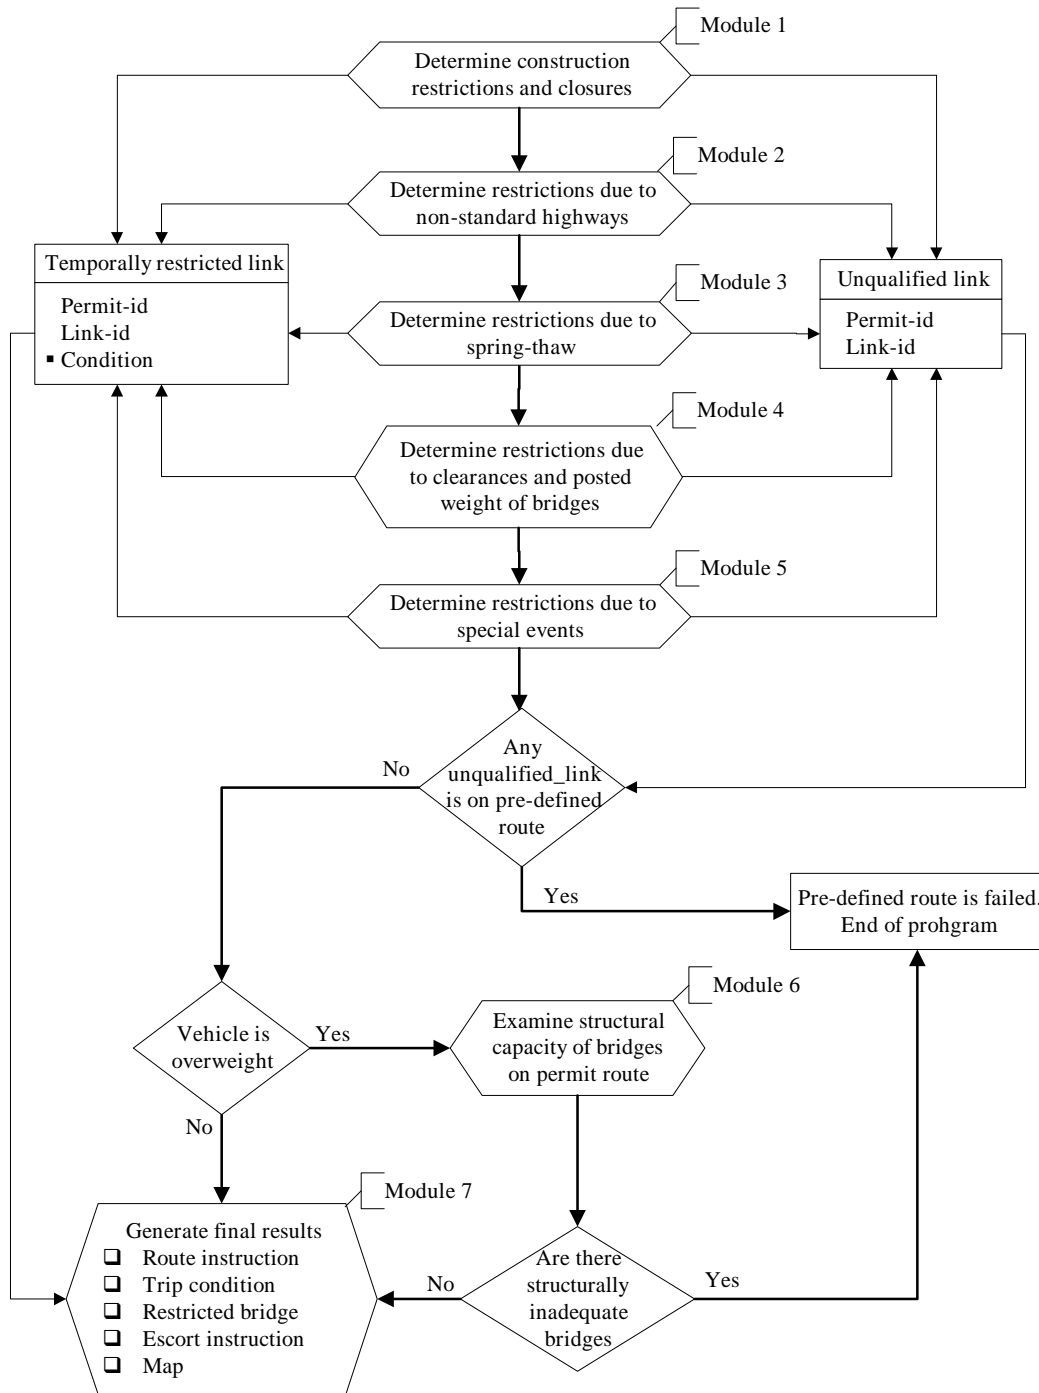 Module 1
Determine construction
restrictions and closures
Module 2
Determine restrictions due to
non-standard highways
Temporally restricted link
Permit-id
Link-id
▪ Condition
Module 3
Determine restrictions due to
spring-thaw
Unqualified link
Permit-id
Link-id
Module 4
Determine restrictions due
to clearances and posted
weight of bridges
Module 5
Determine restrictions due to
special events
Any
unqualified_link
is on pre-defined
route
No
Yes
Pre-defined route is failed.
End of prohgram
Vehicle is
overweight
Yes
No
Module 6
Examine structural
capacity of bridges
on permit route
Module 7
Generate final results
❑ Route instruction
❑ Trip condition
❑ Restricted bridge
❑ Escort instruction
❑ Map
No
Are there
structurally
inadequate
bridges
Yes